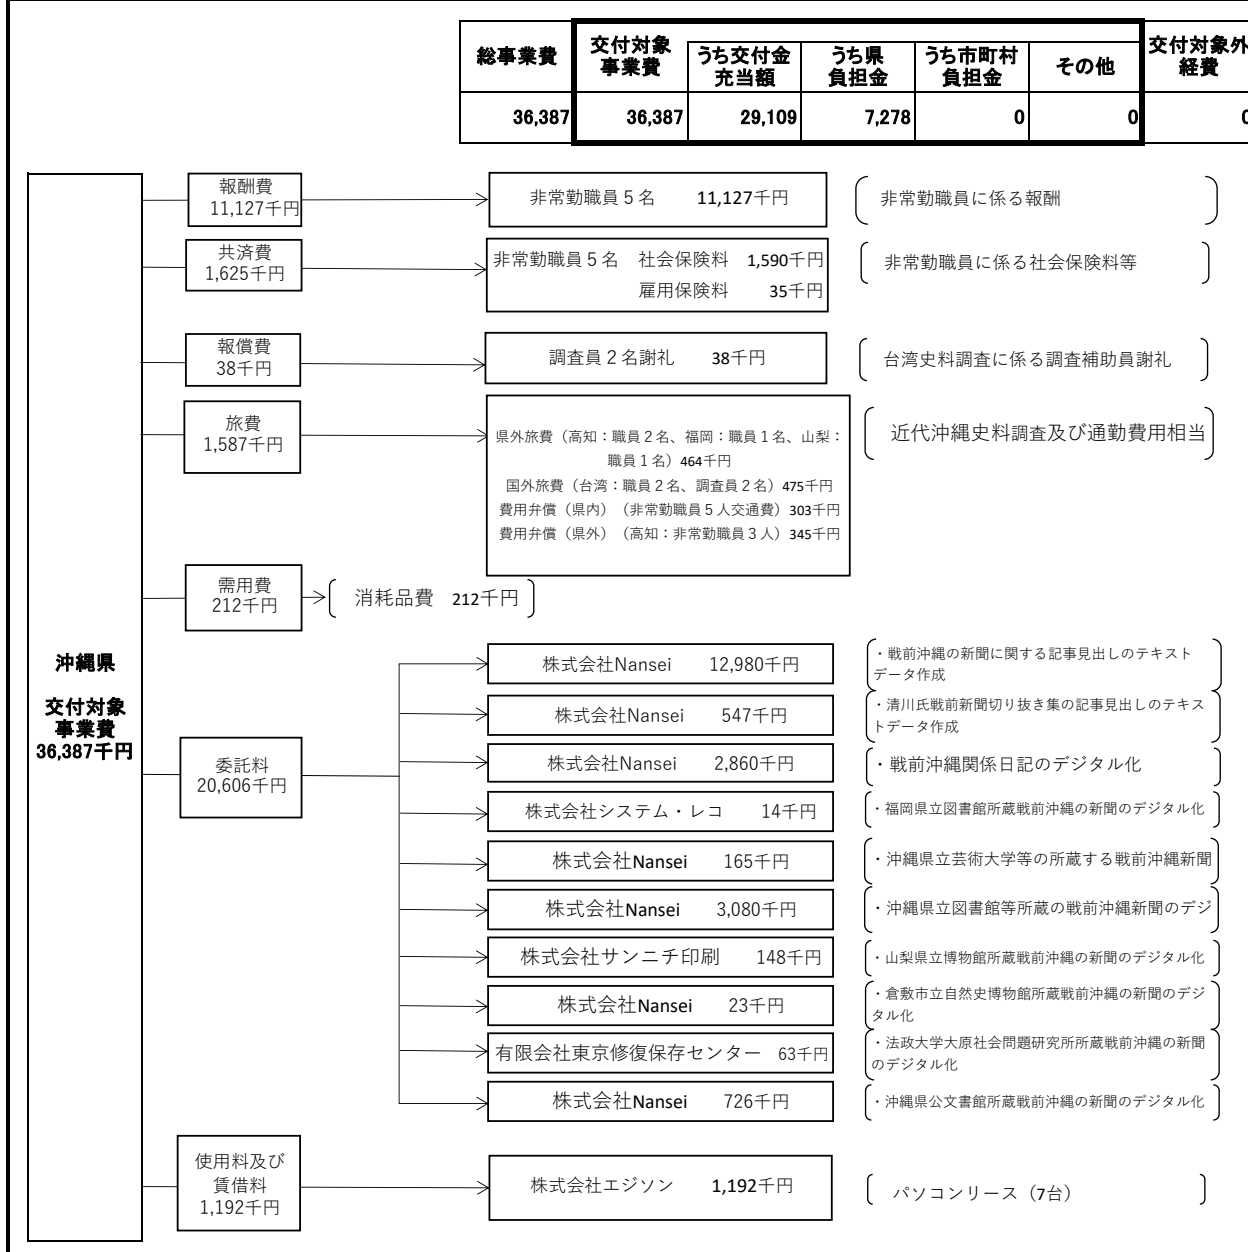 総事業費
交付対象
事業費
うち交付金
充当額
うち県
負担金
うち市町村
負担金
その他
交付対象外
経費
36,387 36,387 29,109 7,278 0 0 0
沖縄県
交付対象
事業費
36,387千円
報酬費
11,127千円
非常勤職員5名 11,127千円
非常勤職員に係る報酬
共済費
1,625千円
非常勤職員5名 社会保険料 1,590千円
雇用保険料 35千円
非常勤職員に係る社会保険料等
報償費
38千円
調査員2名謝礼 38千円
台湾史料調査に係る調査補助員謝礼
旅費
1,587千円
県外旅費(高知:職員2名、福岡:職員1名、山梨:
職員1名)464千円
国外旅費(台湾:職員2名、調査員2名)475千円
費用弁償(県内)(非常勤職員5人交通費)303千円
費用弁償(県外)(高知:非常勤職員3人)345千円
近代沖縄史料調査及び通勤費用相当
需用費
212千円
消耗品費 212千円
委託料
20,606千円
株式会社Nansei 12,980千円
・戦前沖縄の新聞に関する記事見出しのテキスト
データ作成
株式会社Nansei 547千円
・清川氏戦前新聞切り抜き集の記事見出しのテキス
トデータ作成
株式会社Nansei 2,860千円
・戦前沖縄関係日記のデジタル化
株式会社システム・レコ 14千円
・福岡県立図書館所蔵戦前沖縄の新聞のデジタル化
株式会社Nansei 165千円
・沖縄県立芸術大学等の所蔵する戦前沖縄新聞
株式会社Nansei 3,080千円
・沖縄県立図書館等所蔵の戦前沖縄新聞のデジ
株式会社サンニチ印刷 148千円
・山梨県立博物館所蔵戦前沖縄の新聞のデジタル化
株式会社Nansei 23千円
・倉敷市立自然史博物館所蔵戦前沖縄の新聞のデジ
タル化
有限会社東京修復保存センター 63千円
・法政大学大原社会問題研究所所蔵戦前沖縄の新聞
のデジタル化
株式会社Nansei 726千円
・沖縄県公文書館所蔵戦前沖縄の新聞のデジタル化
使用料及び
賃借料
1,192千円
株式会社エジソン 1,192千円
パソコンリース(7台)